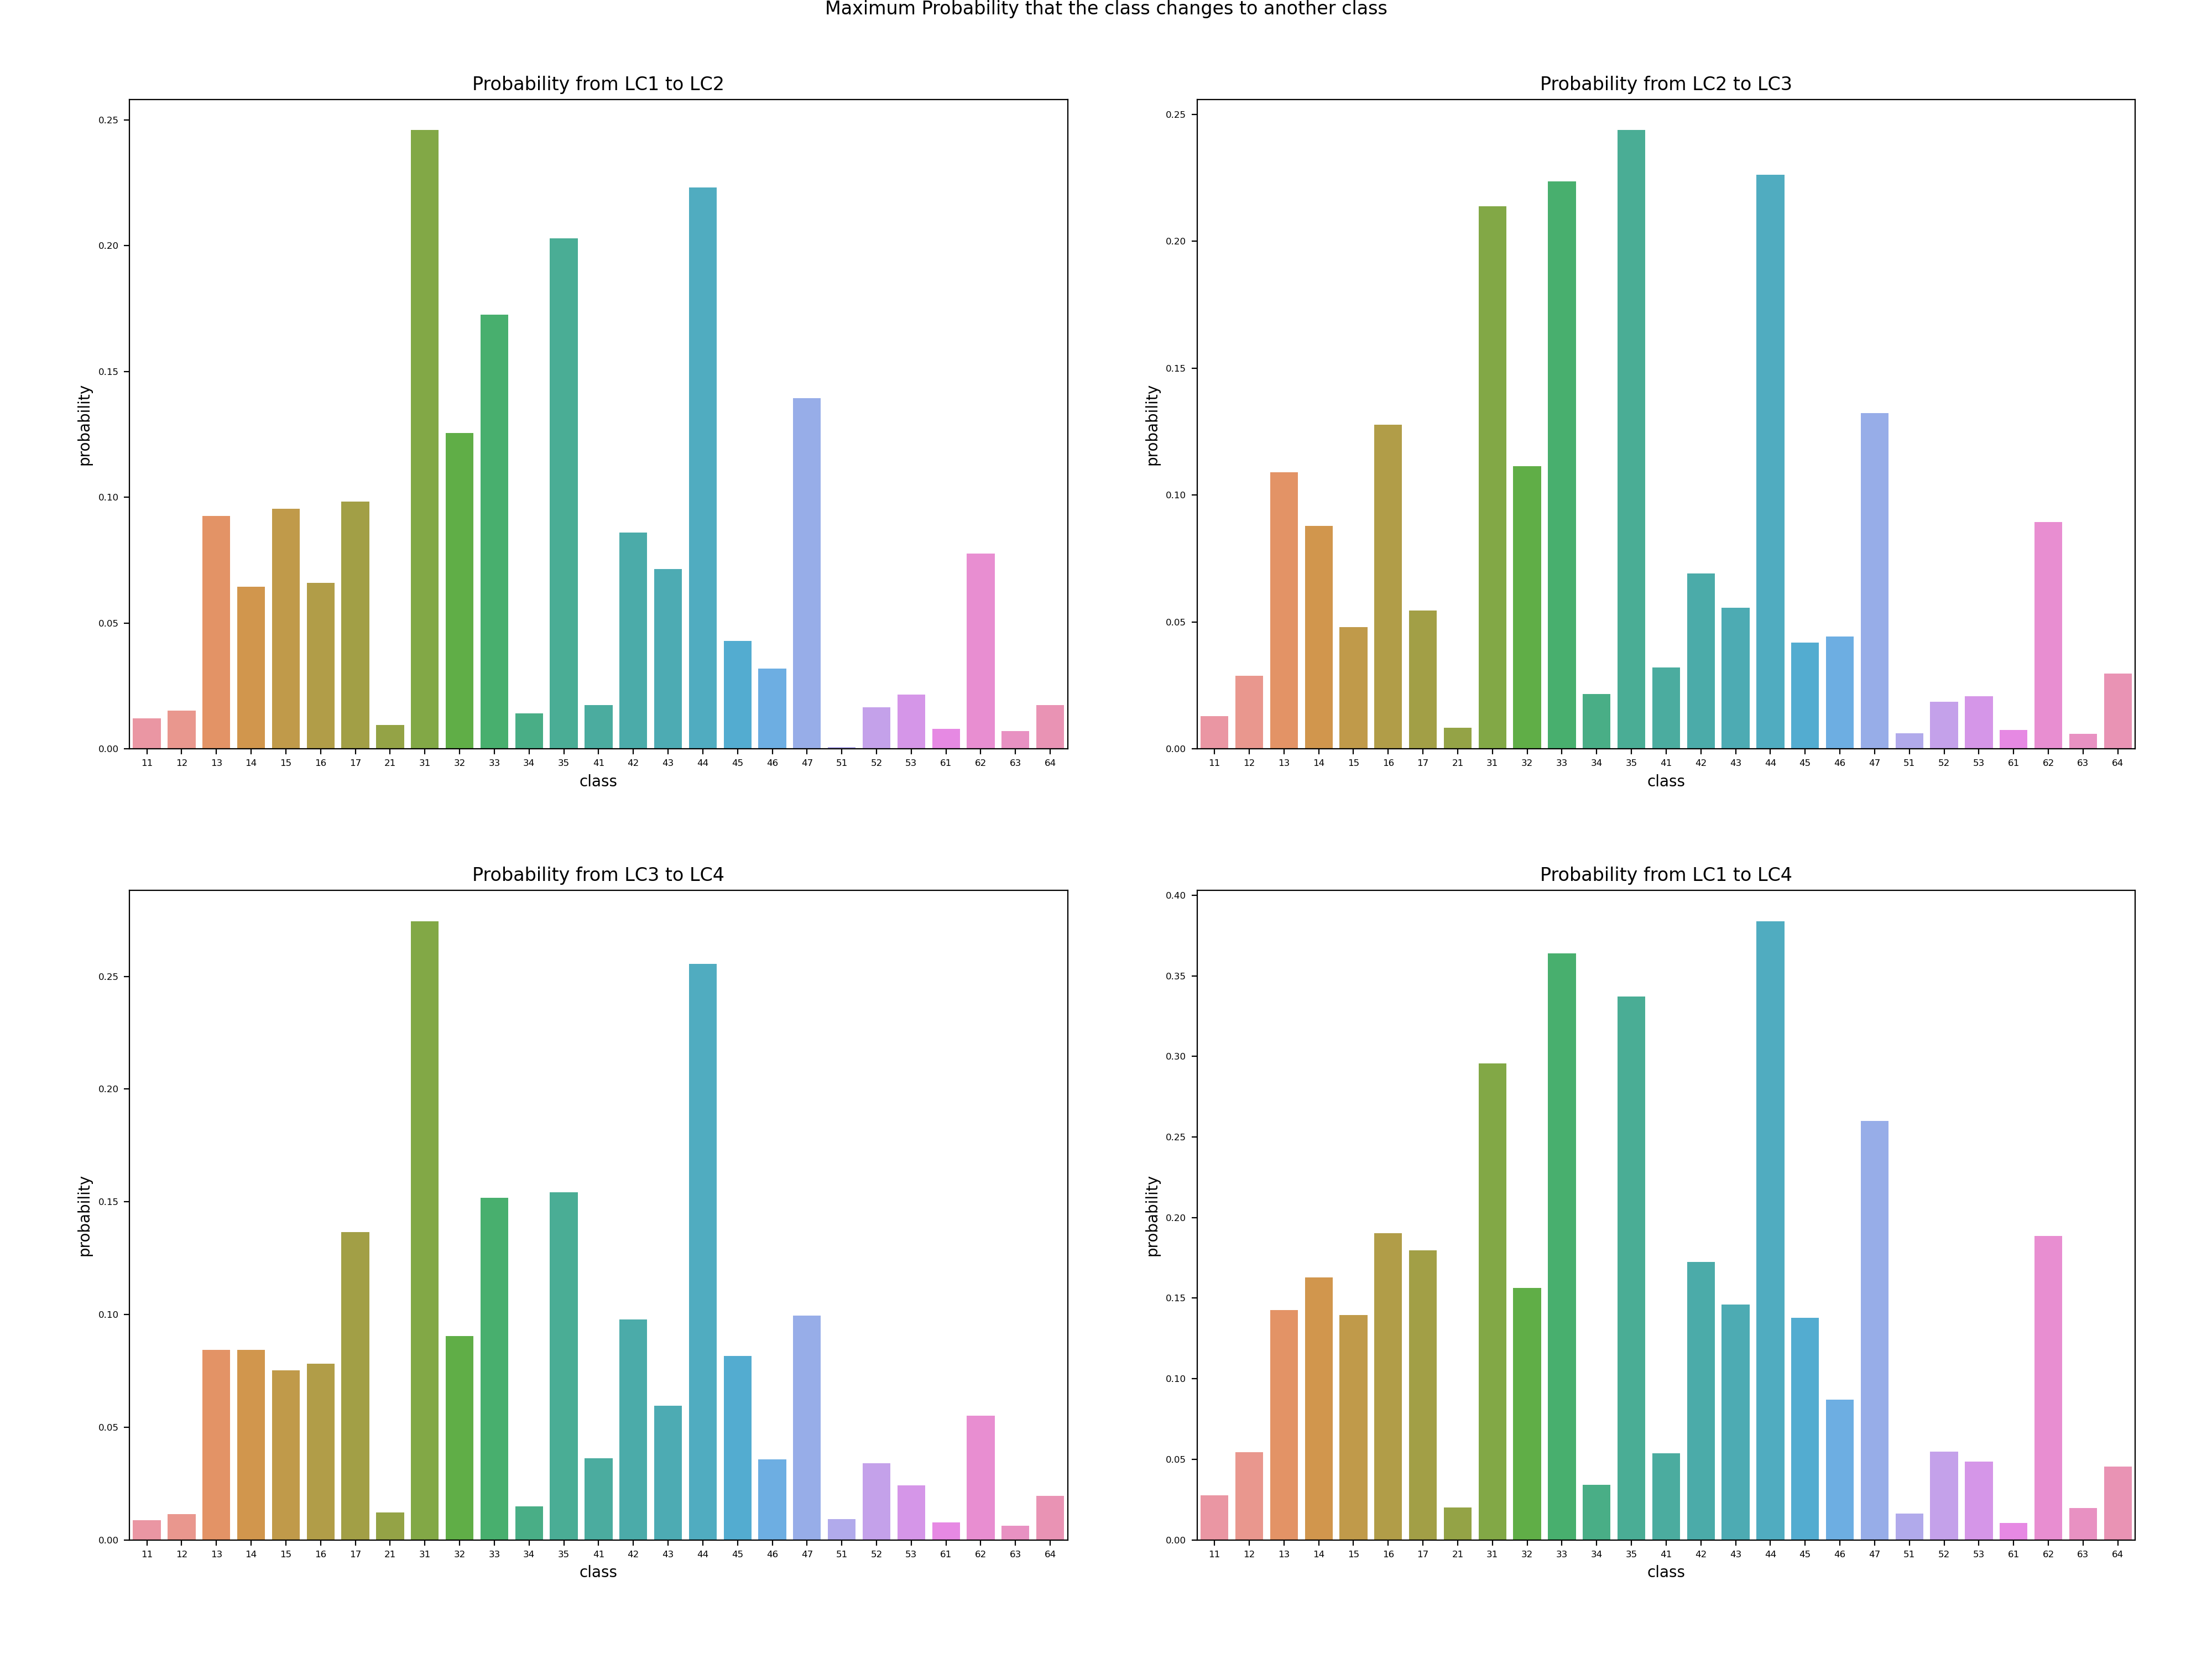 Maximum Probability that the class changes to another class
Probability from LC1 to LC2
probability
0.25
0.20
0.15
0.10
0.05
0.00
11 12 13 14 15 16 17 21 31 32 33 34 35 41 42 43 44 45 46 47 51 52 53 61 62 63 64
class
Probability from LC2 to LC3
probability
0.25
0.20
0.15
0.10
0.05
0.00
11 12 13 14 15 16 17 21 31 32 33 34 35 41 42 43 44 45 46 47 51 52 53 61 62 63 64
class
Probability from LC3 to LC4
probability
0.25
0.20
0.15
0.10
0.05
0.00
11 12 13 14 15 16 17 21 31 32 33 34 35 41 42 43 44 45 46 47 51 52 53 61 62 63 64
class
Probability from LC1 to LC4
probability
0.40
0.35
0.30
0.25
0.20
0.15
0.10
0.05
0.00
11 12 13 14 15 16 17 21 31 32 33 34 35 41 42 43 44 45 46 47 51 52 53 61 62 63 64
class